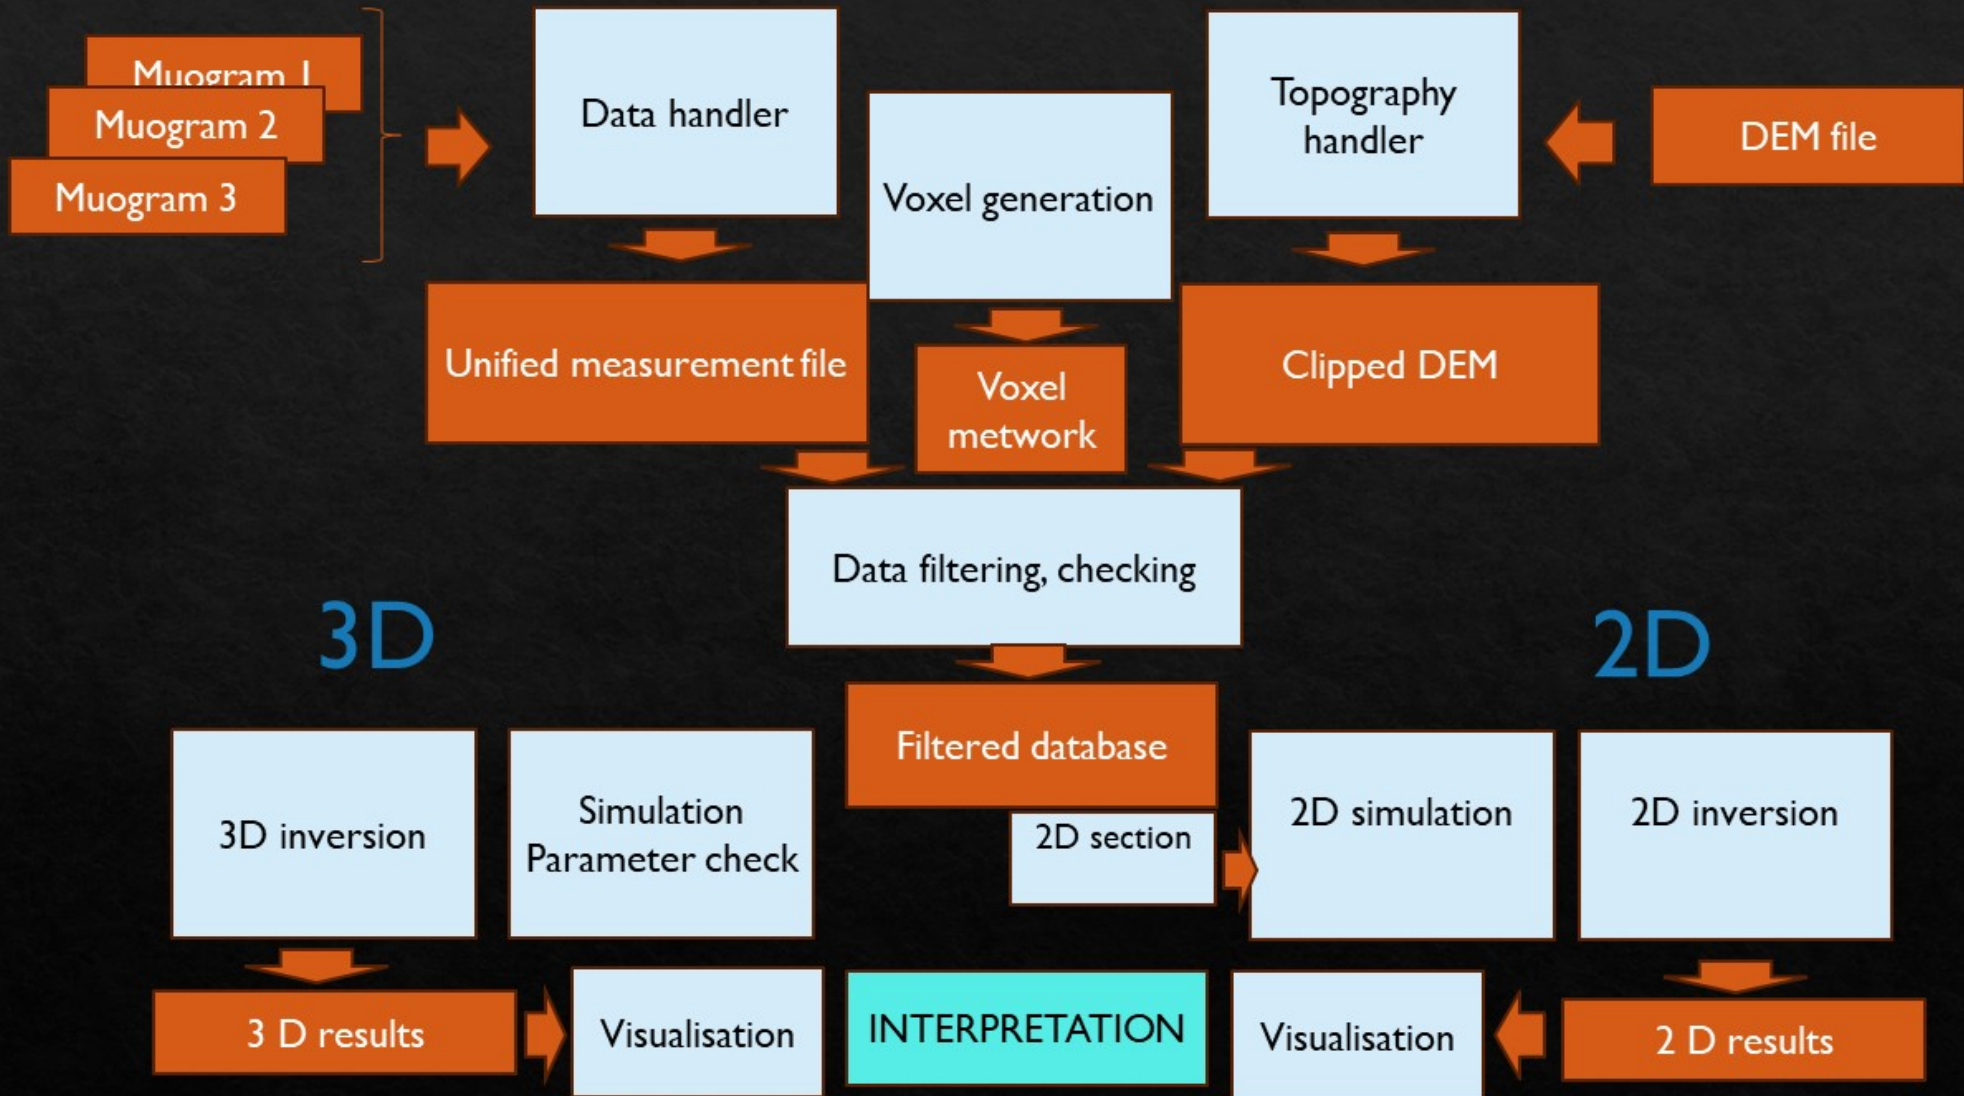 Muogram 1
Muogram 2
Muogram 3
Data handler
Voxel generation
Topography
handler
DEM file
Unified measurement file
Voxel
metwork
Clipped DEM
Data filtering, checking
3D
2D
Filtered database
3D inversion
Simulation
Parameter check
2D section
2D simulation
2D inversion
3 D results
Visualisation
INTERPRETATION
Visualisation
2 D results